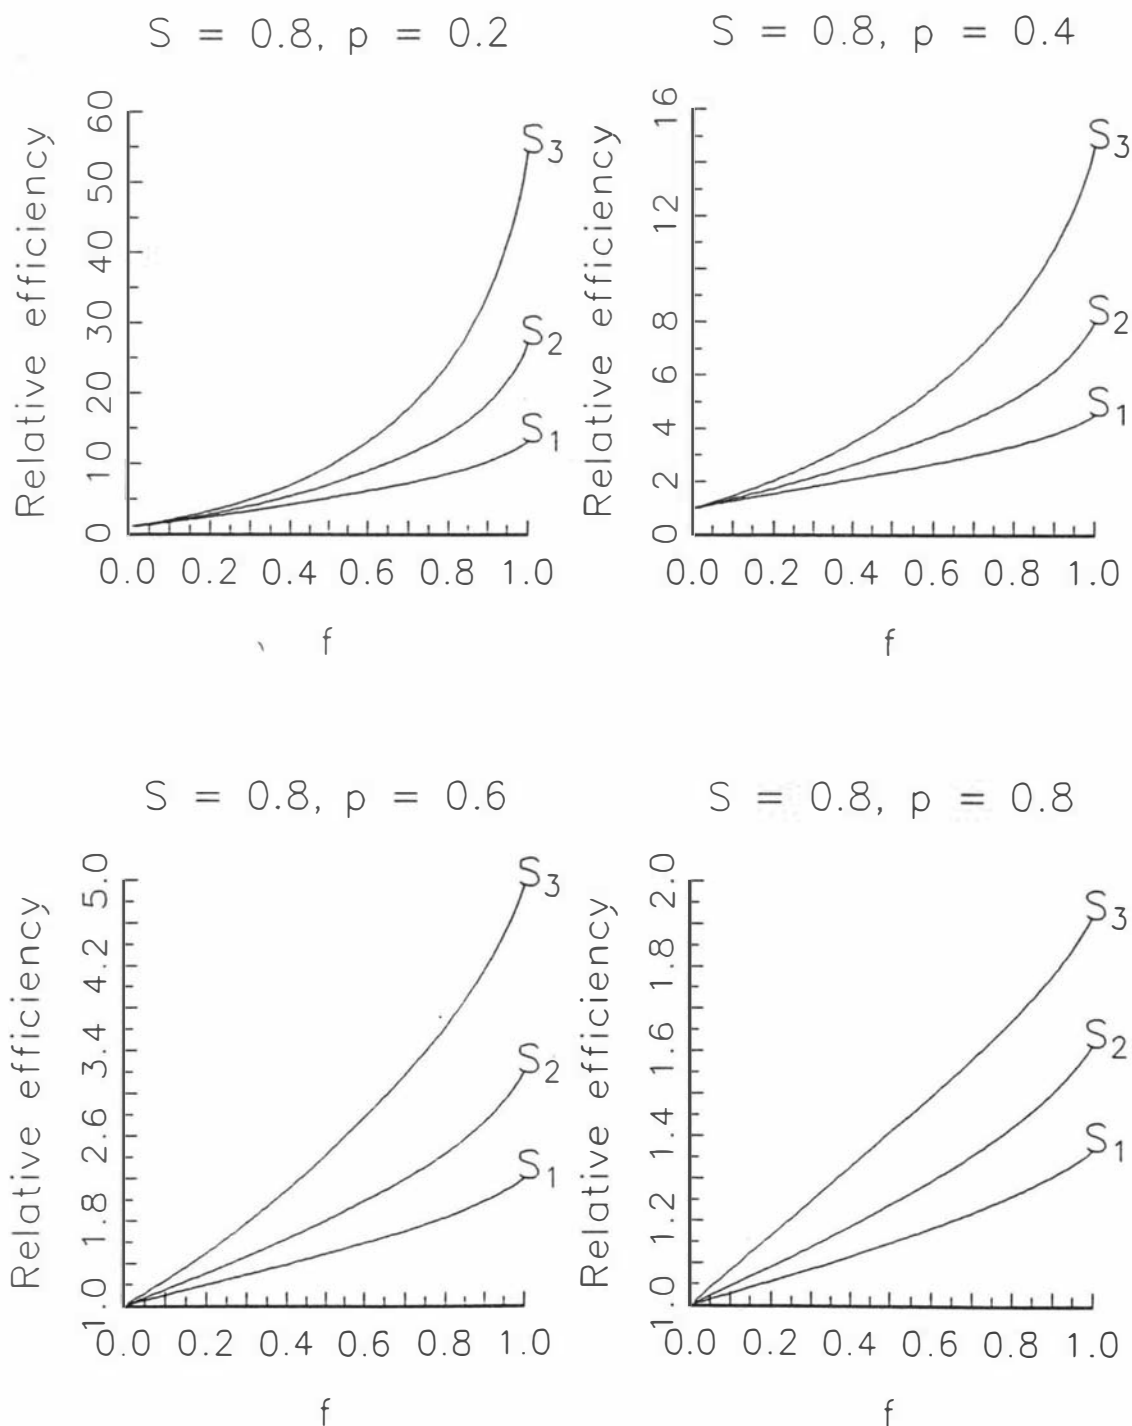 S = 0.8, p = 0.2
Relative efficiency
60
50
40
30
20
10
0
S3
S2
S1
0.0 0.2 0.4 0.6 0.8 1.0
f
S = 0.8, p = 0.4
Relative efficiency
16
12
8
6
4
2
0
S3
S2
S1
0.0 0.2 0.4 0.6 0.8 1.0
f
S = 0.8, p = 0.6
Relative efficiency
5.0
4.2
3.4
2.6
1.8
1.0
S3
S2
S1
0.0 0.2 0.4 0.6 0.8 1.0
f
S = 0.8, p = 0.8
Relative efficiency
2.0
1.8
1.6
1.4
1.2
1.0
S3
S2
S1
0.0 0.2 0.4 0.6 0.8 1.0
f